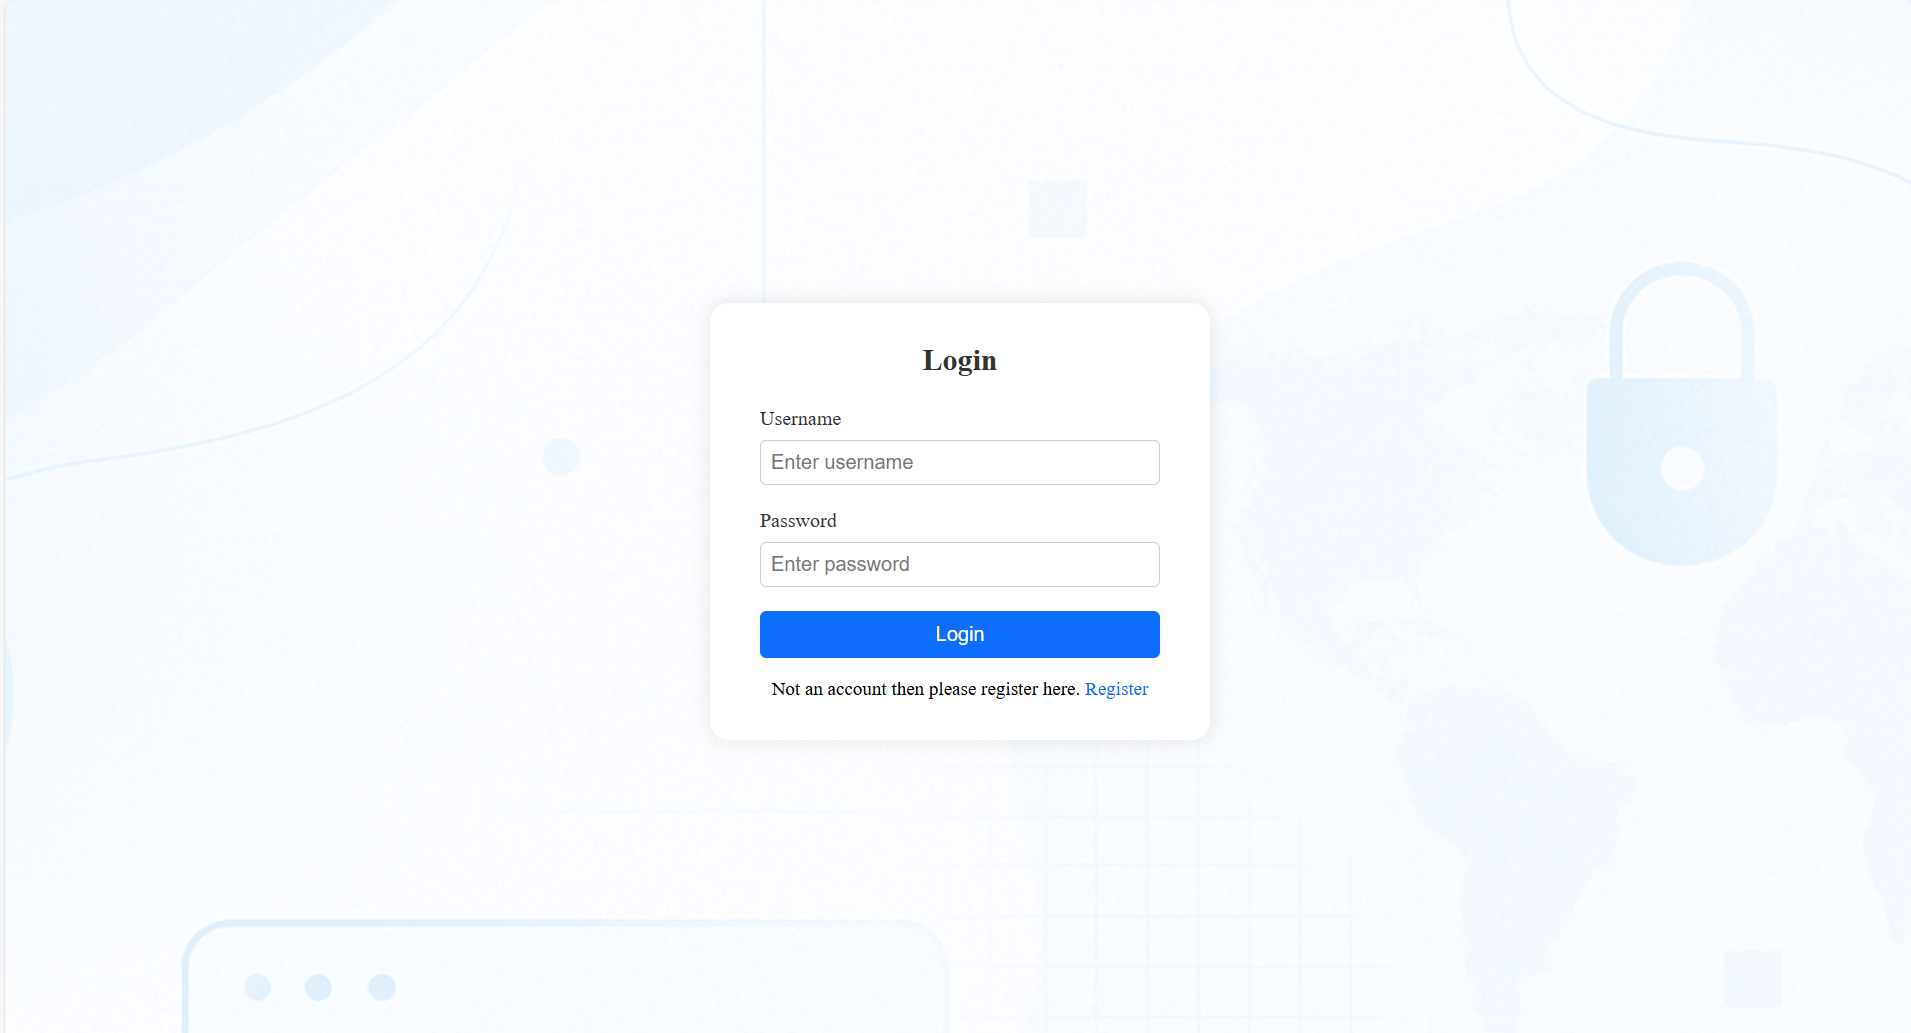 Login
Username
Enter username
Password
Enter password
Login
Not an account then please register here. Register